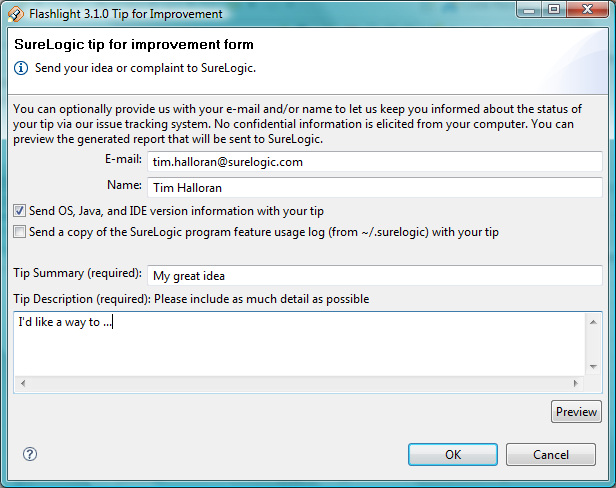 Flashlight 3.1.0 Tip for Improvement
SureLogic tip for improvement form
Send your idea or complaint to SureLogic.
You can optionally provide us with your e-mail and/or name to let us keep you informed about the status of
your tip via our issue tracking system. No confidential information is elicited from your computer. You can
preview the generated report that will be sent to SureLogic.
E-mail: tim.halloran@surelogic.com
Name: Tim Halloran
Send OS, Java, and IDE version information with your tip
Send a copy of the SureLogic program feature usage log (from ~/.surelogic) with your tip
Tip Summary (required): My great idea
Tip Description (required): Please include as much detail as possible
I'd like a way to ...
Preview
OK Cancel